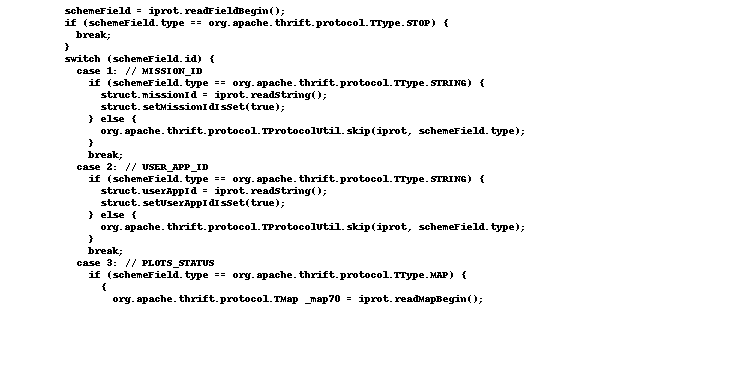 schemeField = iprot.readFieldBegin();
if (schemeField.type == org.apache.thrift.protocol.TType.STOP) {
break;
}
switch (schemeField.id) {
case 1: // MISSION_ID
if (schemeField.type == org.apache.thrift.protocol.TType.STRING) {
struct.missionId = iprot.readString();
struct.setMissionIdIsSet(true);
} else {
org.apache.thrift.protocol.TProtocolUtil.skip(iprot, schemeField.type);
}
break;
case 2: // USER_APP_ID
if (schemeField.type == org.apache.thrift.protocol.TType.STRING) {
struct.userAppId = iprot.readString();
struct.setUserAppIdIsSet(true);
} else {
org.apache.thrift.protocol.TProtocolUtil.skip(iprot, schemeField.type);
}
break;
case 3: // PLOTS_STATUS
if (schemeField.type == org.apache.thrift.protocol.TType.MAP) {
{
org.apache.thrift.protocol.TMap _map70 = iprot.readMapBegin();